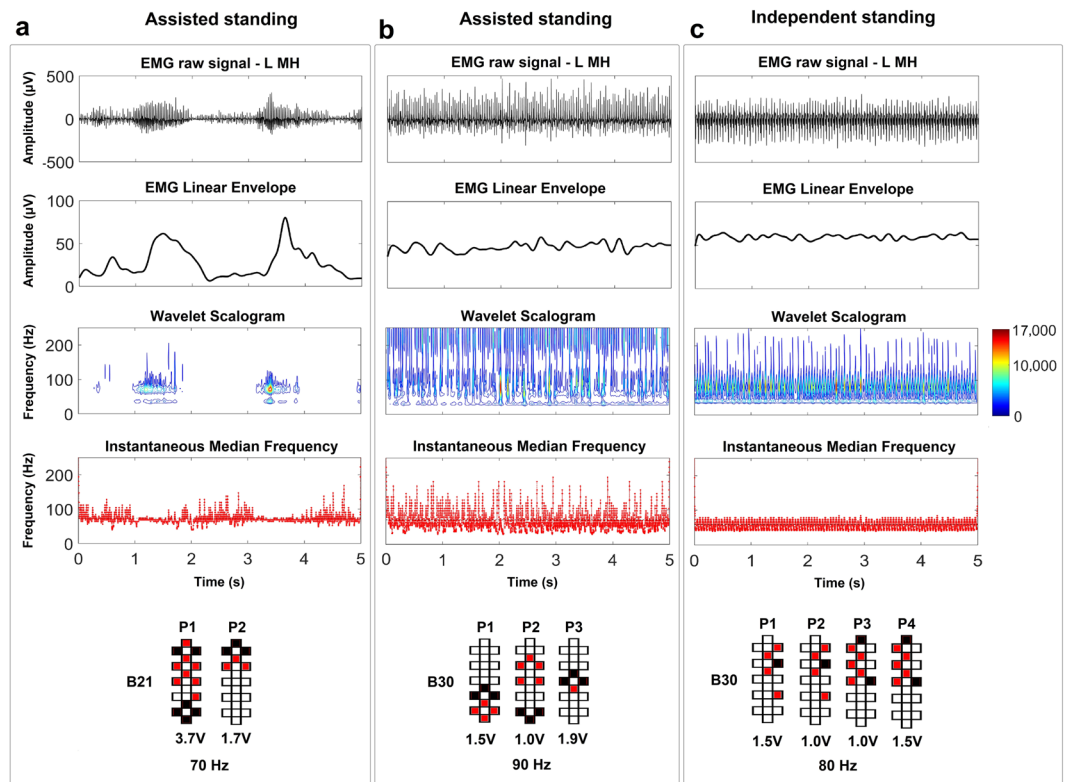 a
Assisted standing
b
Assisted standing
c
Independent standing
EMG raw signal - L MH
EMG raw signal - L MH
EMG raw signal - L MH
Amplitude (µV)
500
0
-500
EMG Linear Envelope
EMG Linear Envelope
EMG Linear Envelope
Amplitude (µV)
100
50
0
Wavelet Scalogram
Wavelet Scalogram
Wavelet Scalogram
Frequency (Hz)
200
100
0
17,000
10,000
0
Instantaneous Median Frequency
Instantaneous Median Frequency
Instantaneous Median Frequency
Frequency (Hz)
200
100
0
0 1 2 3 4 5
0 1 2 3 4 5
0 1 2 3 4 5
Time (s)
Time (s)
Time (s)
P1 P2
B21
3.7V 1.7V
70 Hz
P1 P2 P3
B30
1.5V 1.0V 1.9V
90 Hz
P1 P2 P3 P4
B30
1.5V 1.0V 1.0V 1.5V
80 Hz